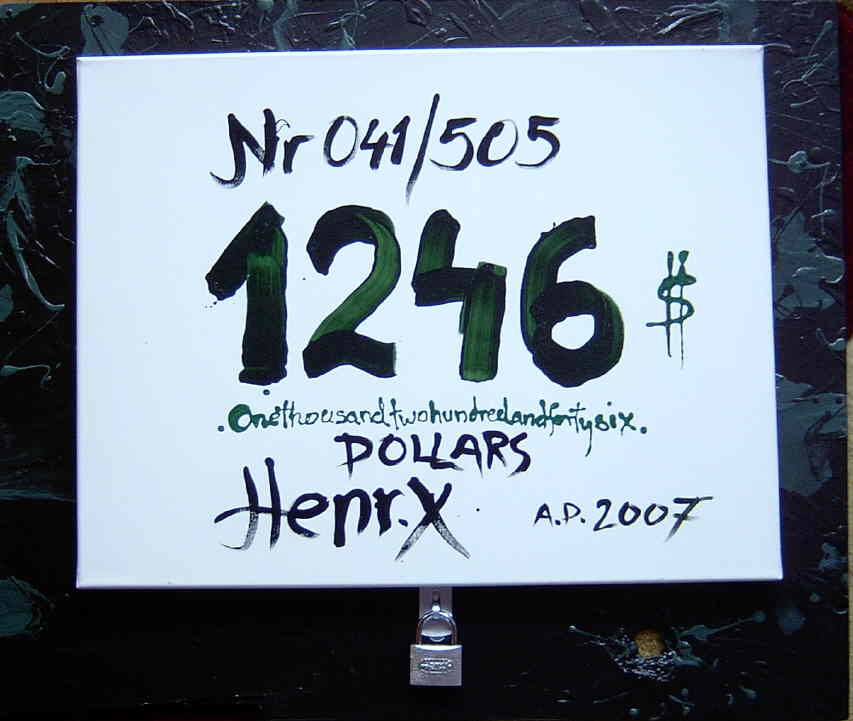 Nr 041/505
1246 $
.Onethousandtwohundredandfortysix.
DOLLARS
Henr.X A.D. 2007